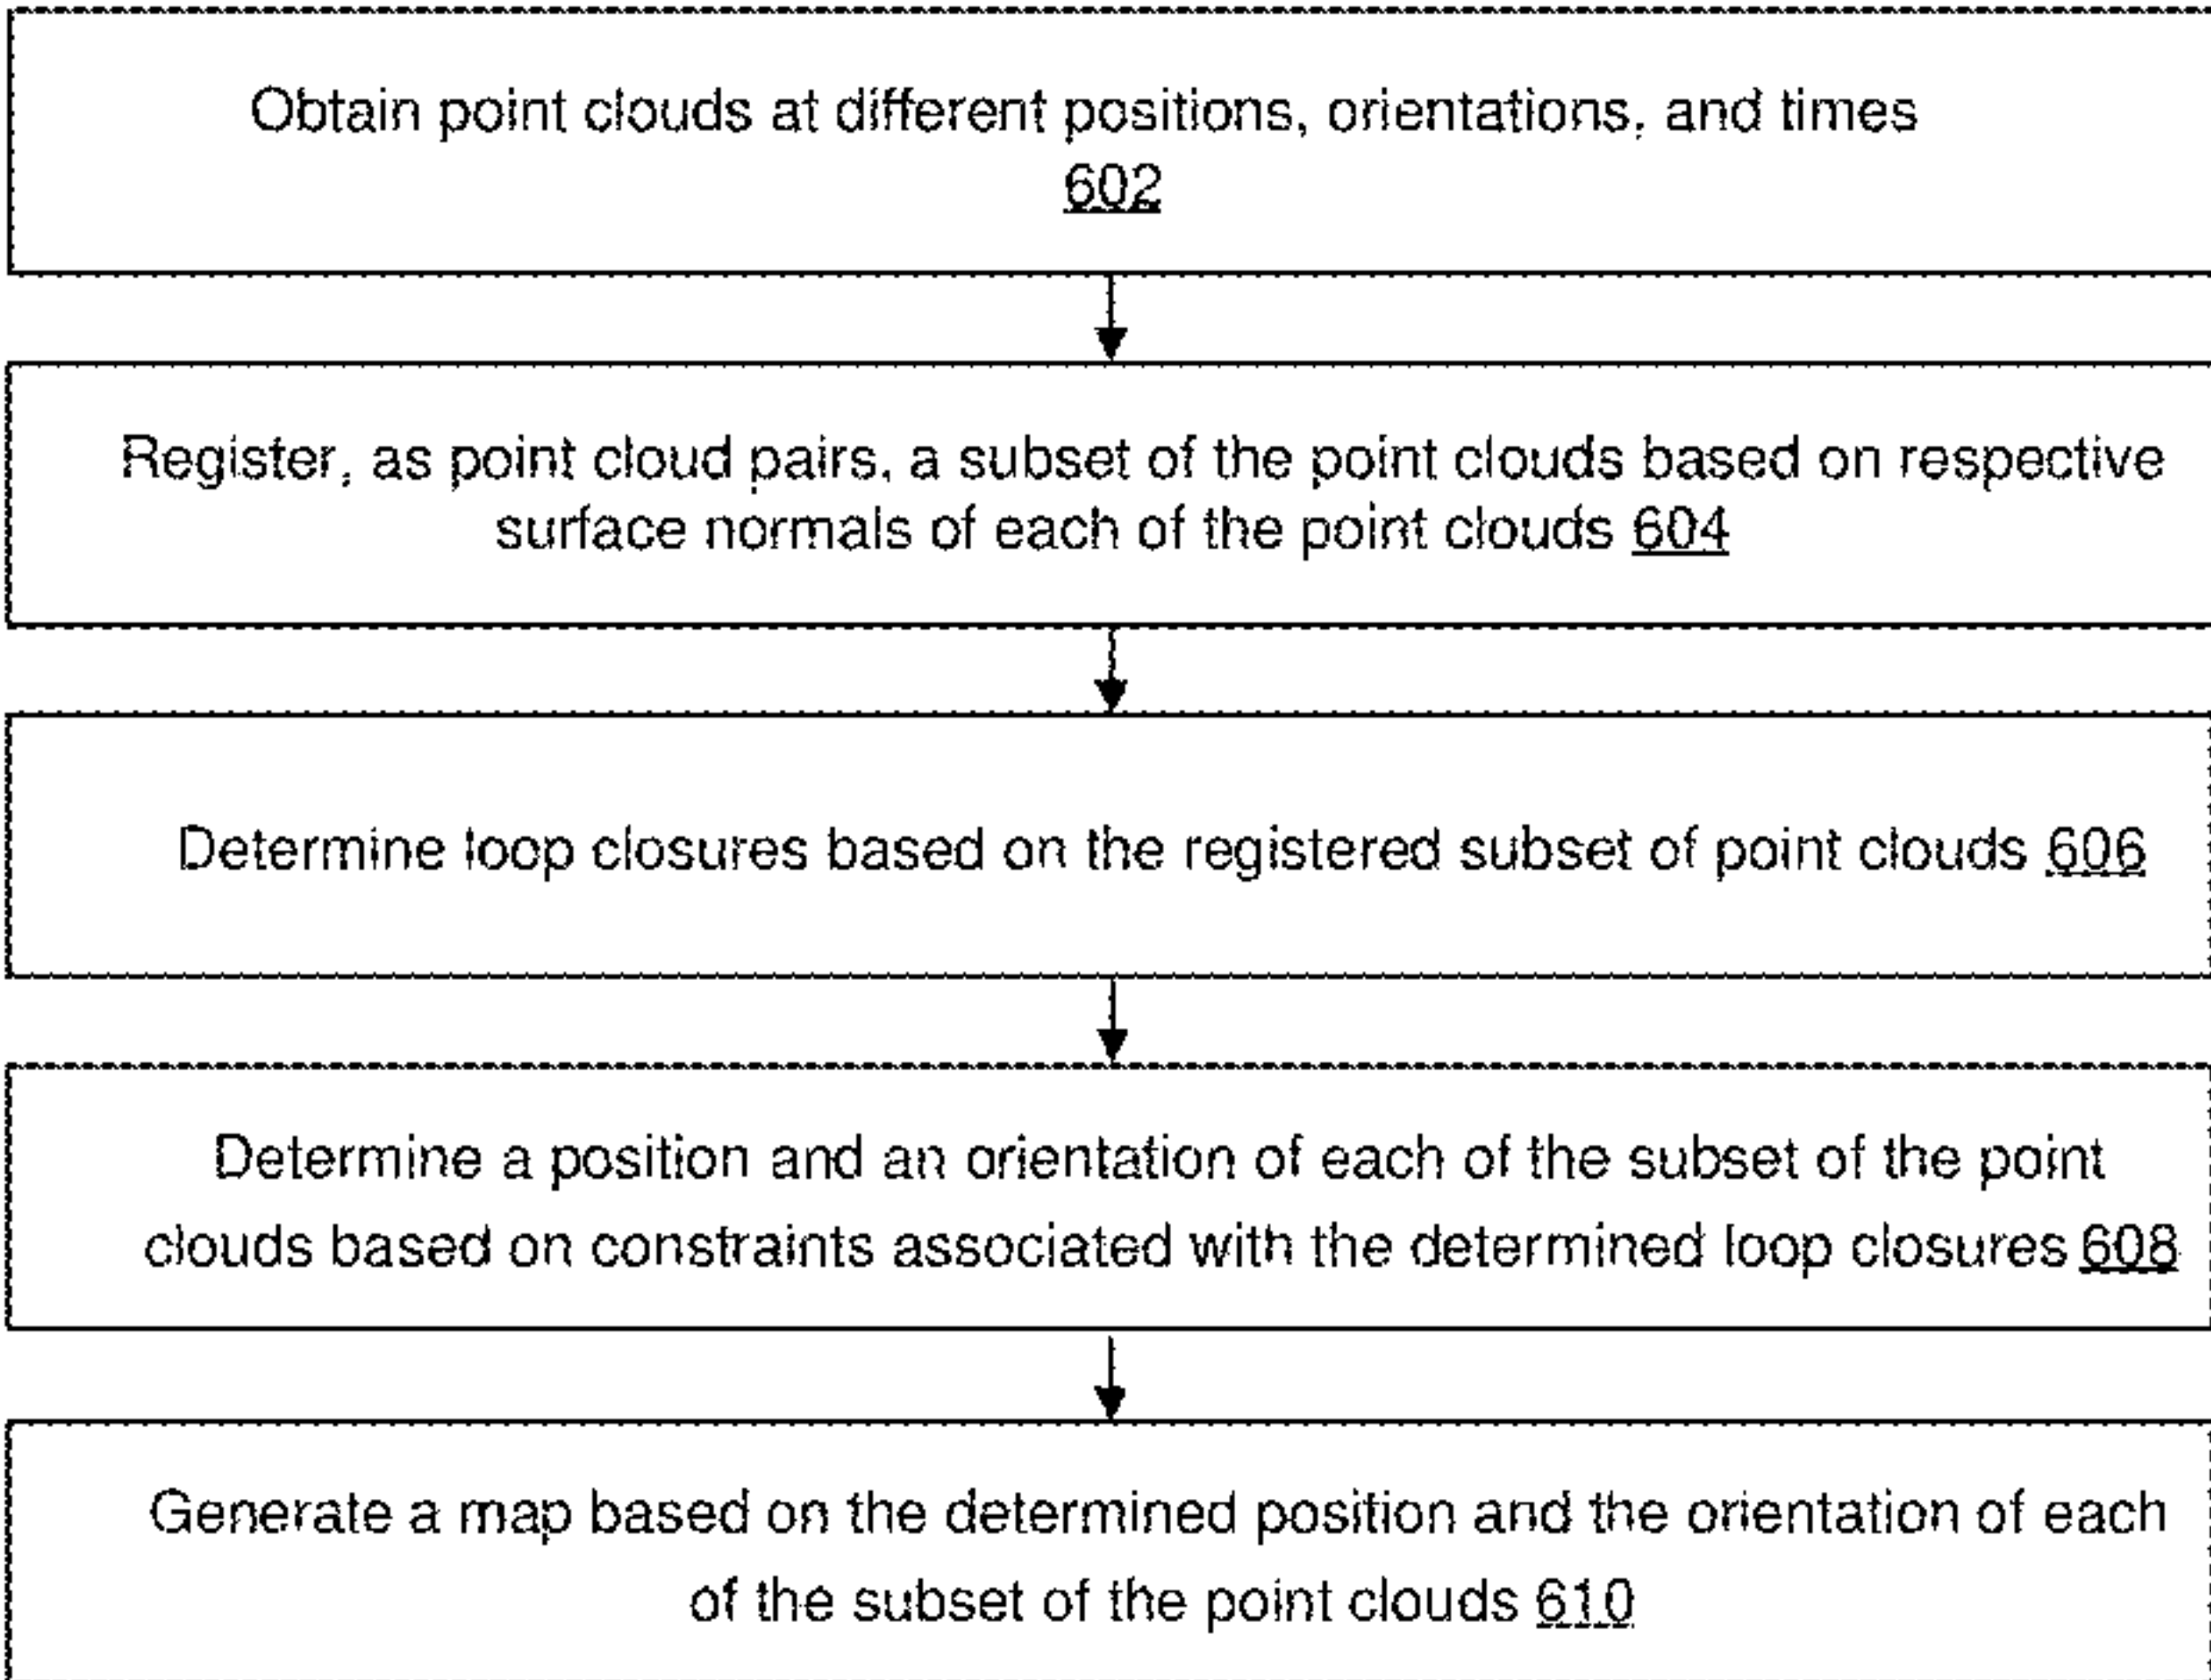 Obtain point clouds at different positions, orientations, and times
602
Register, as point cloud pairs, a subset of the point clouds based on respective
surface normals of each of the point clouds 604
Determine loop closures based on the registered subset of point clouds 606
Determine a position and an orientation of each of the subset of the point
clouds based on constraints associated with the determined loop closures 608
Generate a map based on the determined position and the orientation of each
of the subset of the point clouds 610